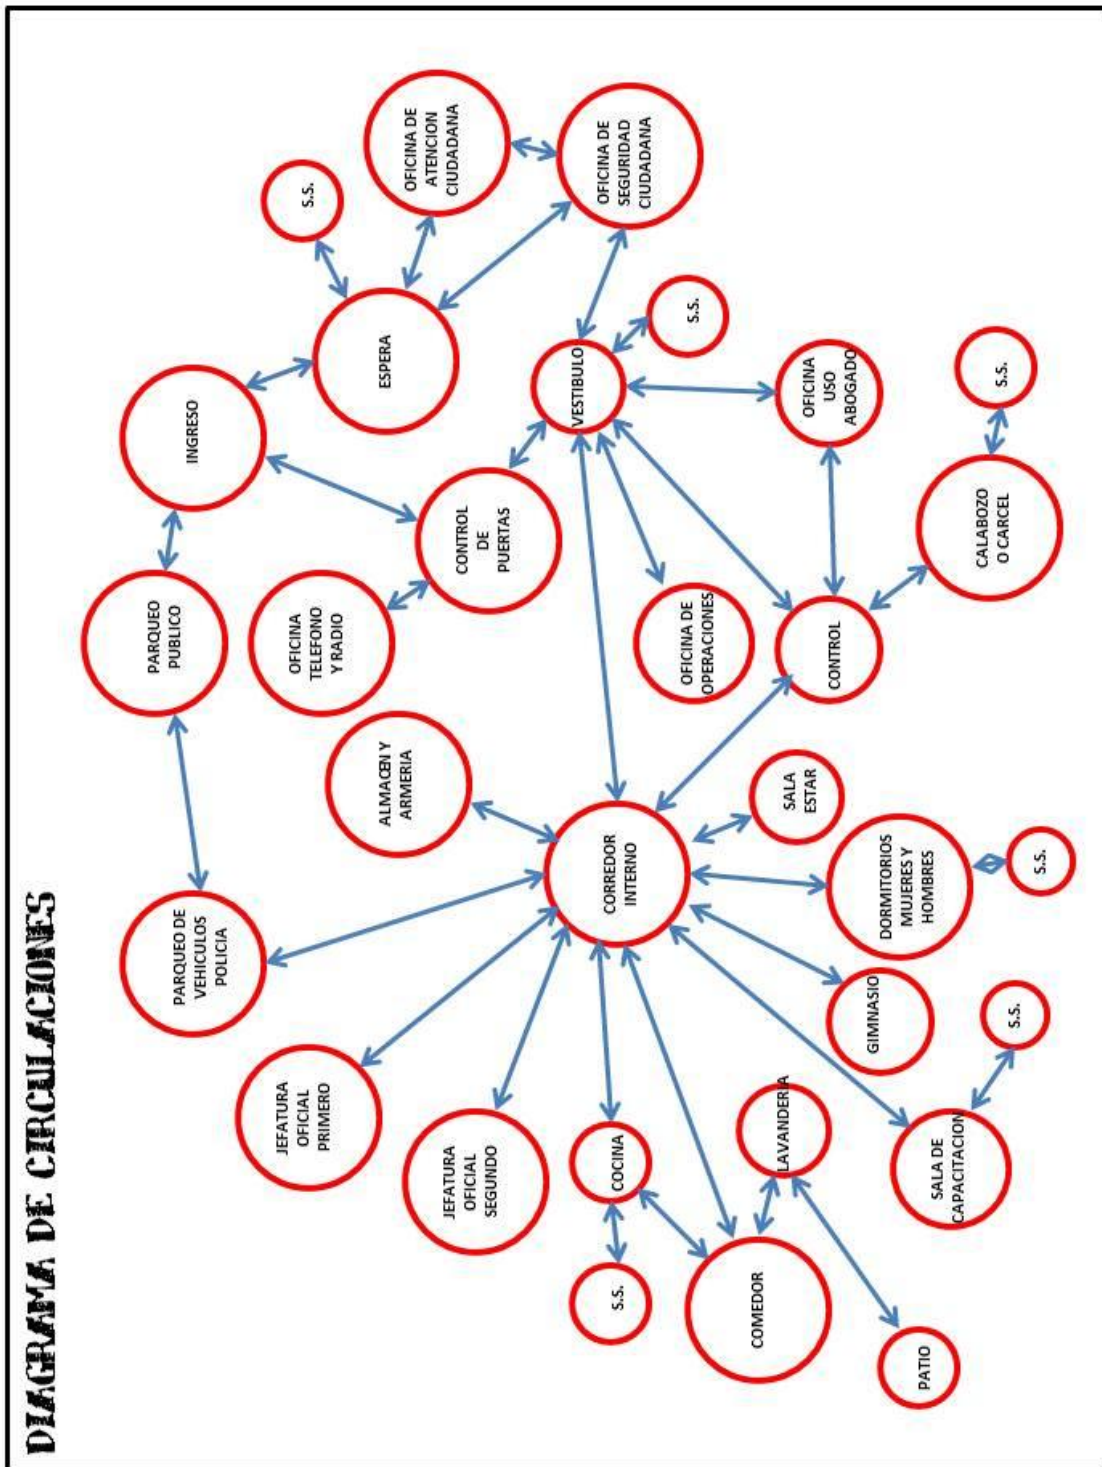 DIAGRAMA DE CIRCULACIONES
PARQUEO DE
VEHICULOS
POLICIA
PARQUEO
PUBLICO
INGRESO
S.S.
JEFATURA
OFICIAL
PRIMERO
OFICINA
TELEFONO
Y RADIO
ESPERA
OFICINA DE
ATENCION
CIUDADANA
ALMACEN Y
ARMERIA
JEFATURA
OFICIAL
SEGUNDO
CONTROL
DE
PUERTAS
OFICINA DE
SEGURIDAD
CIUDADANA
VESTIBULO
S.S.
S.S.
COCINA
CORREDOR
INTERNO
OFICINA DE
OPERACIONES
COMEDOR
LAVANDERIA
SALA
ESTAR
CONTROL
OFICINA
USO
ABOGADO
GIMNASIO
DORMITORIOS
MUJERES Y
HOMBRES
PATIO
SALA DE
CAPACITACION
S.S.
S.S.
CALABOZO
O CARCEL
S.S.